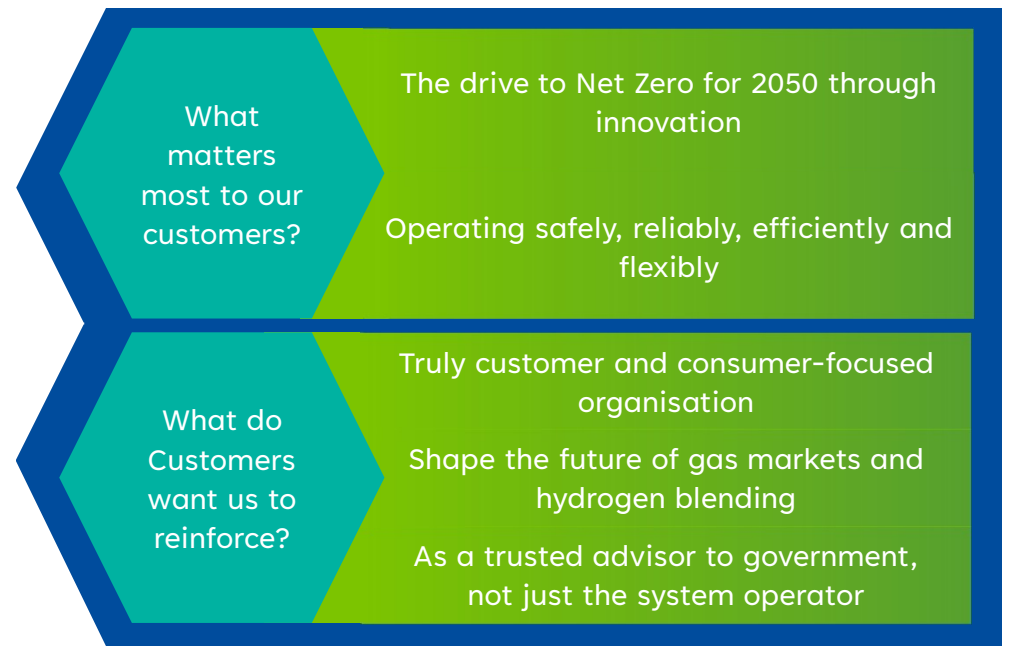 What
matters
most to our
customers?
The drive to Net Zero for 2050 through
innovation
Operating safely, reliably, efficiently and
flexibly
What do
Customers
want us to
reinforce?
Truly customer and consumer-focused
organisation
Shape the future of gas markets and
hydrogen blending
As a trusted advisor to government,
not just the system operator